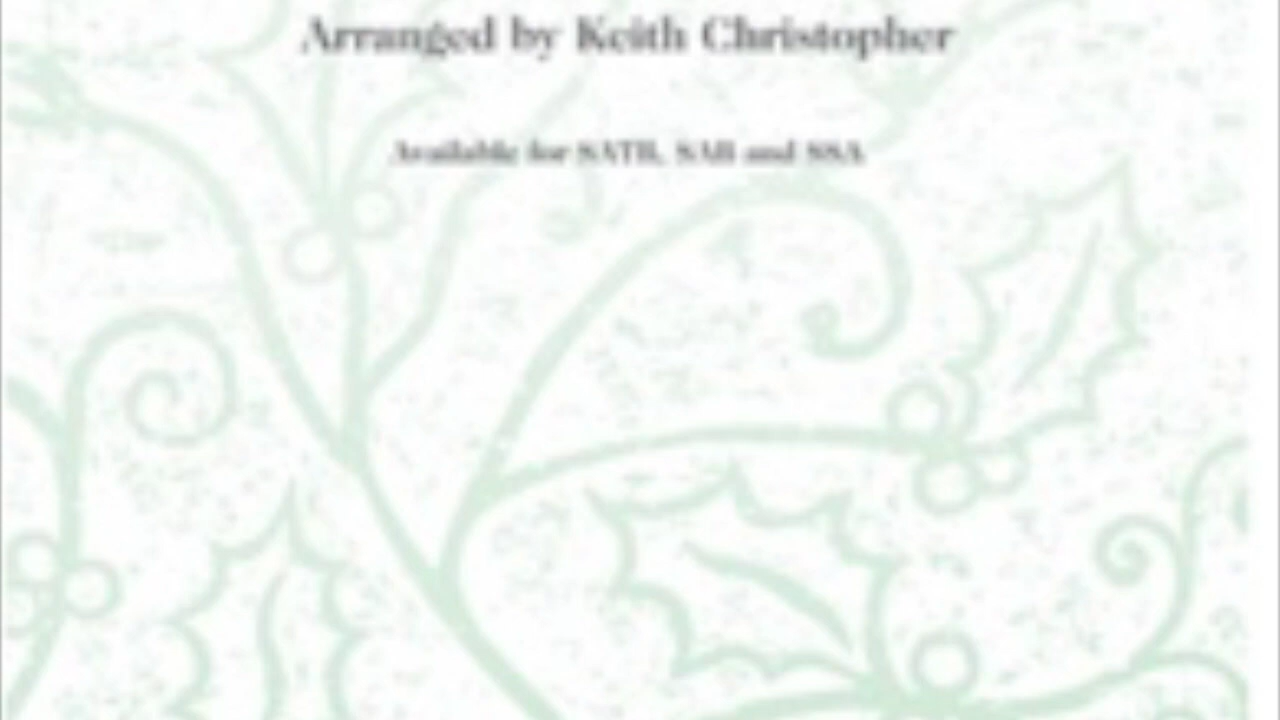 Arranged by Keith Christopher
Available for SATB, SAB and SSA